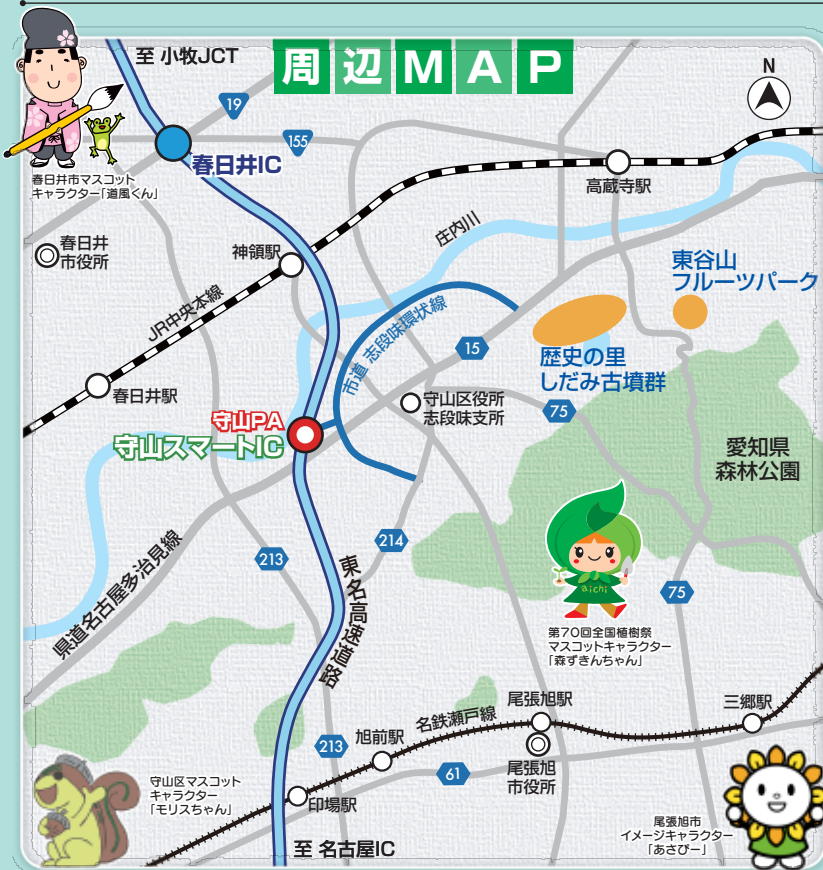 至 小牧JCT
周辺MAP
N
19
155
春日井IC
春日井市マスコット
キャラクター「道風くん」
高蔵寺駅
春日井
市役所
神領駅
庄内川
東谷山
フルーツパーク
JR中央本線
市道 志段味環状線
15
歴史の里
しだみ古墳群
春日井駅
守山区役所
志段味支所
75
守山PA
守山スマートIC
愛知県
森林公園
県道名古屋多治見線
213
214
東名高速道路
aichi
75
第70回全国植樹祭
マスコットキャラクター
「森ずきんちゃん」
尾張旭駅
三郷駅
名鉄瀬戸線
旭前駅
213
61
尾張旭
市役所
守山区マスコット
キャラクター
「モリスちゃん」
印場駅
尾張旭市
イメージキャラクター
「あさぴー」
至 名古屋IC